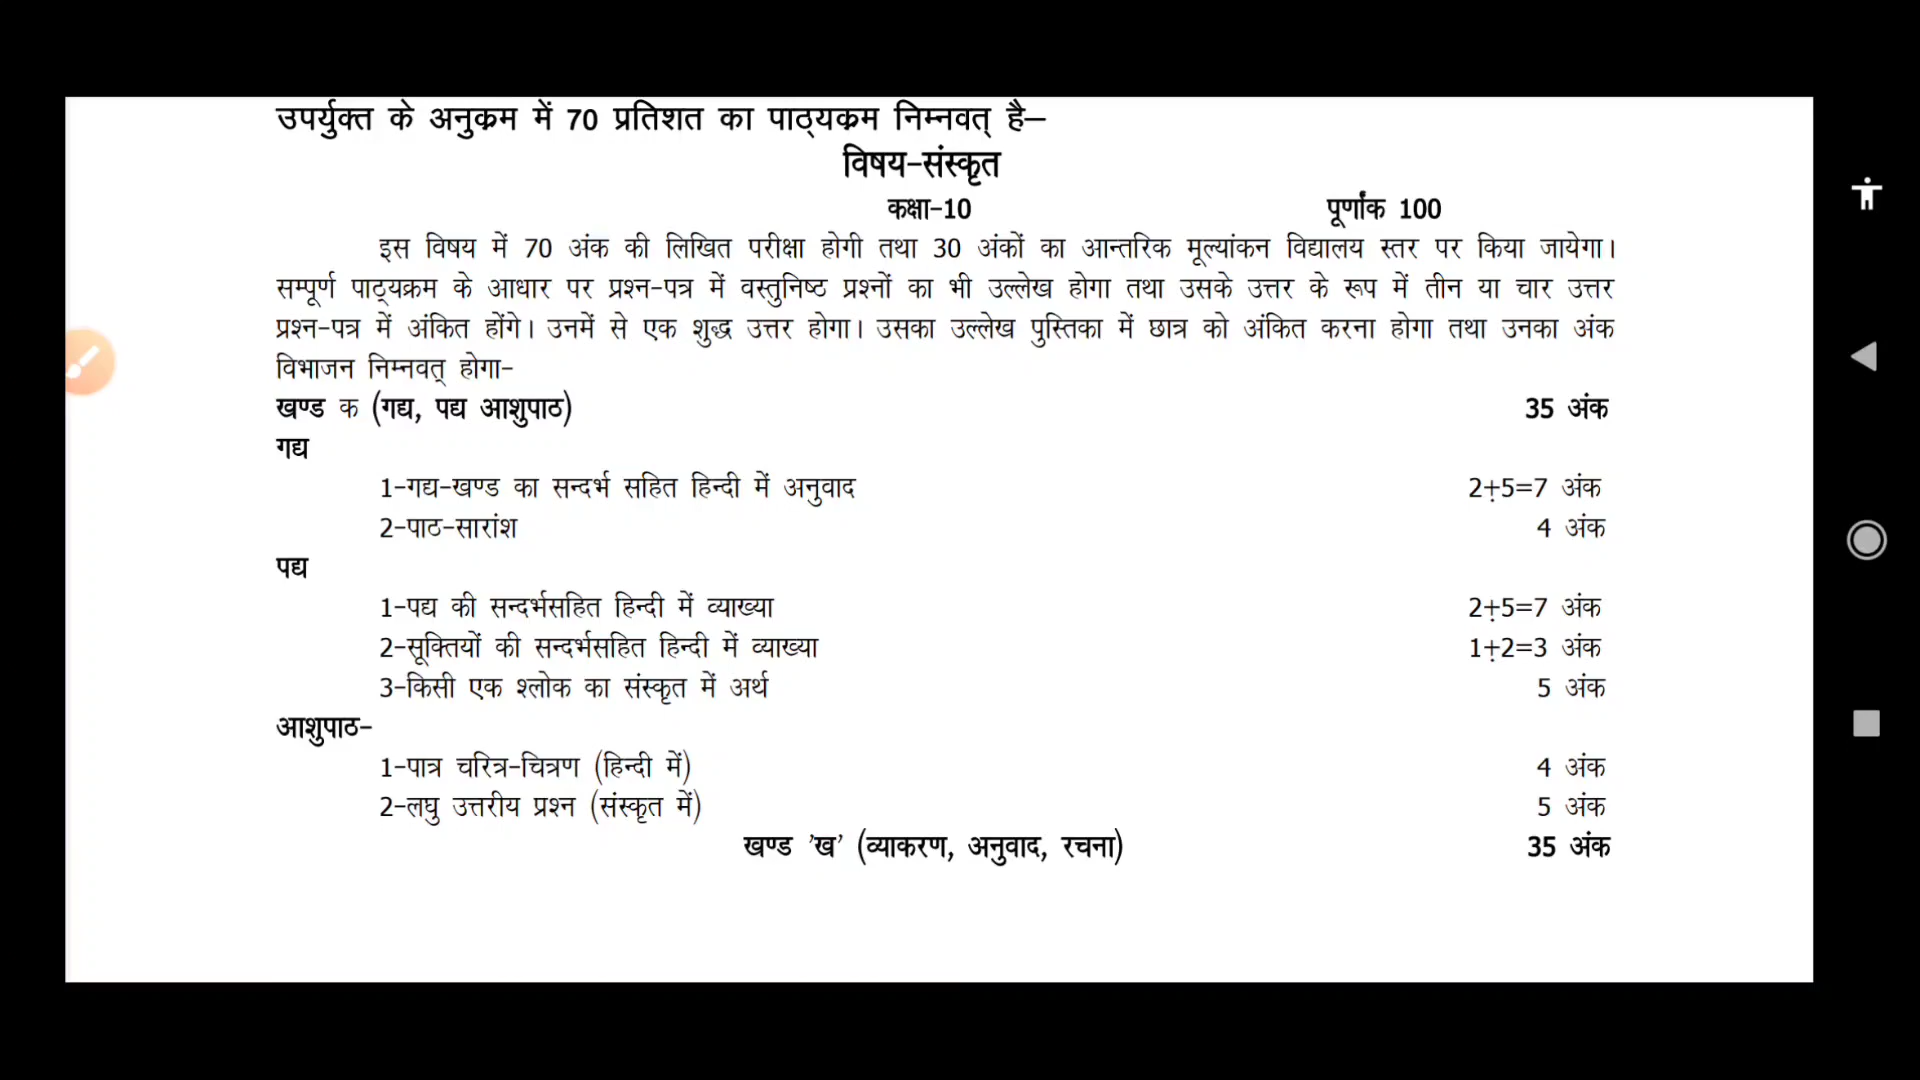 उपर्युक्त के अनुक्रम में 70 प्रतिशत का पाठ्यक्रम निम्नवत् है—
विषय-संस्कृत
कक्षा-10 पूर्णांक 100
इस विषय में 70 अंक की लिखित परीक्षा होगी तथा 30 अंकों का आन्तरिक मूल्यांकन विद्यालय स्तर पर किया जायेगा।
सम्पूर्ण पाठ्यक्रम के आधार पर प्रश्न-पत्र में वस्तुनिष्ठ प्रश्नों का भी उल्लेख होगा तथा उसके उत्तर के रूप में तीन या चार उत्तर
प्रश्न-पत्र में अंकित होंगे। उनमें से एक शुद्ध उत्तर होगा। उसका उल्लेख पुस्तिका में छात्र को अंकित करना होगा तथा उनका अंक
विभाजन निम्नवत् होगा-
खण्ड क (गद्य, पद्य आशुपाठ) 35 अंक
गद्य
1-गद्य-खण्ड का सन्दर्भ सहित हिन्दी में अनुवाद 2+5=7 अंक
2-पाठ-सारांश 4 अंक
पद्य
1-पद्य की सन्दर्भसहित हिन्दी में व्याख्या 2+5=7 अंक
2-सूक्तियों की सन्दर्भसहित हिन्दी में व्याख्या 1+2=3 अंक
3-किसी एक श्लोक का संस्कृत में अर्थ 5 अंक
आशुपाठ-
1-पात्र चरित्र-चित्रण (हिन्दी में) 4 अंक
2-लघु उत्तरीय प्रश्न (संस्कृत में) 5 अंक
खण्ड 'ख' (व्याकरण, अनुवाद, रचना) 35 अंक